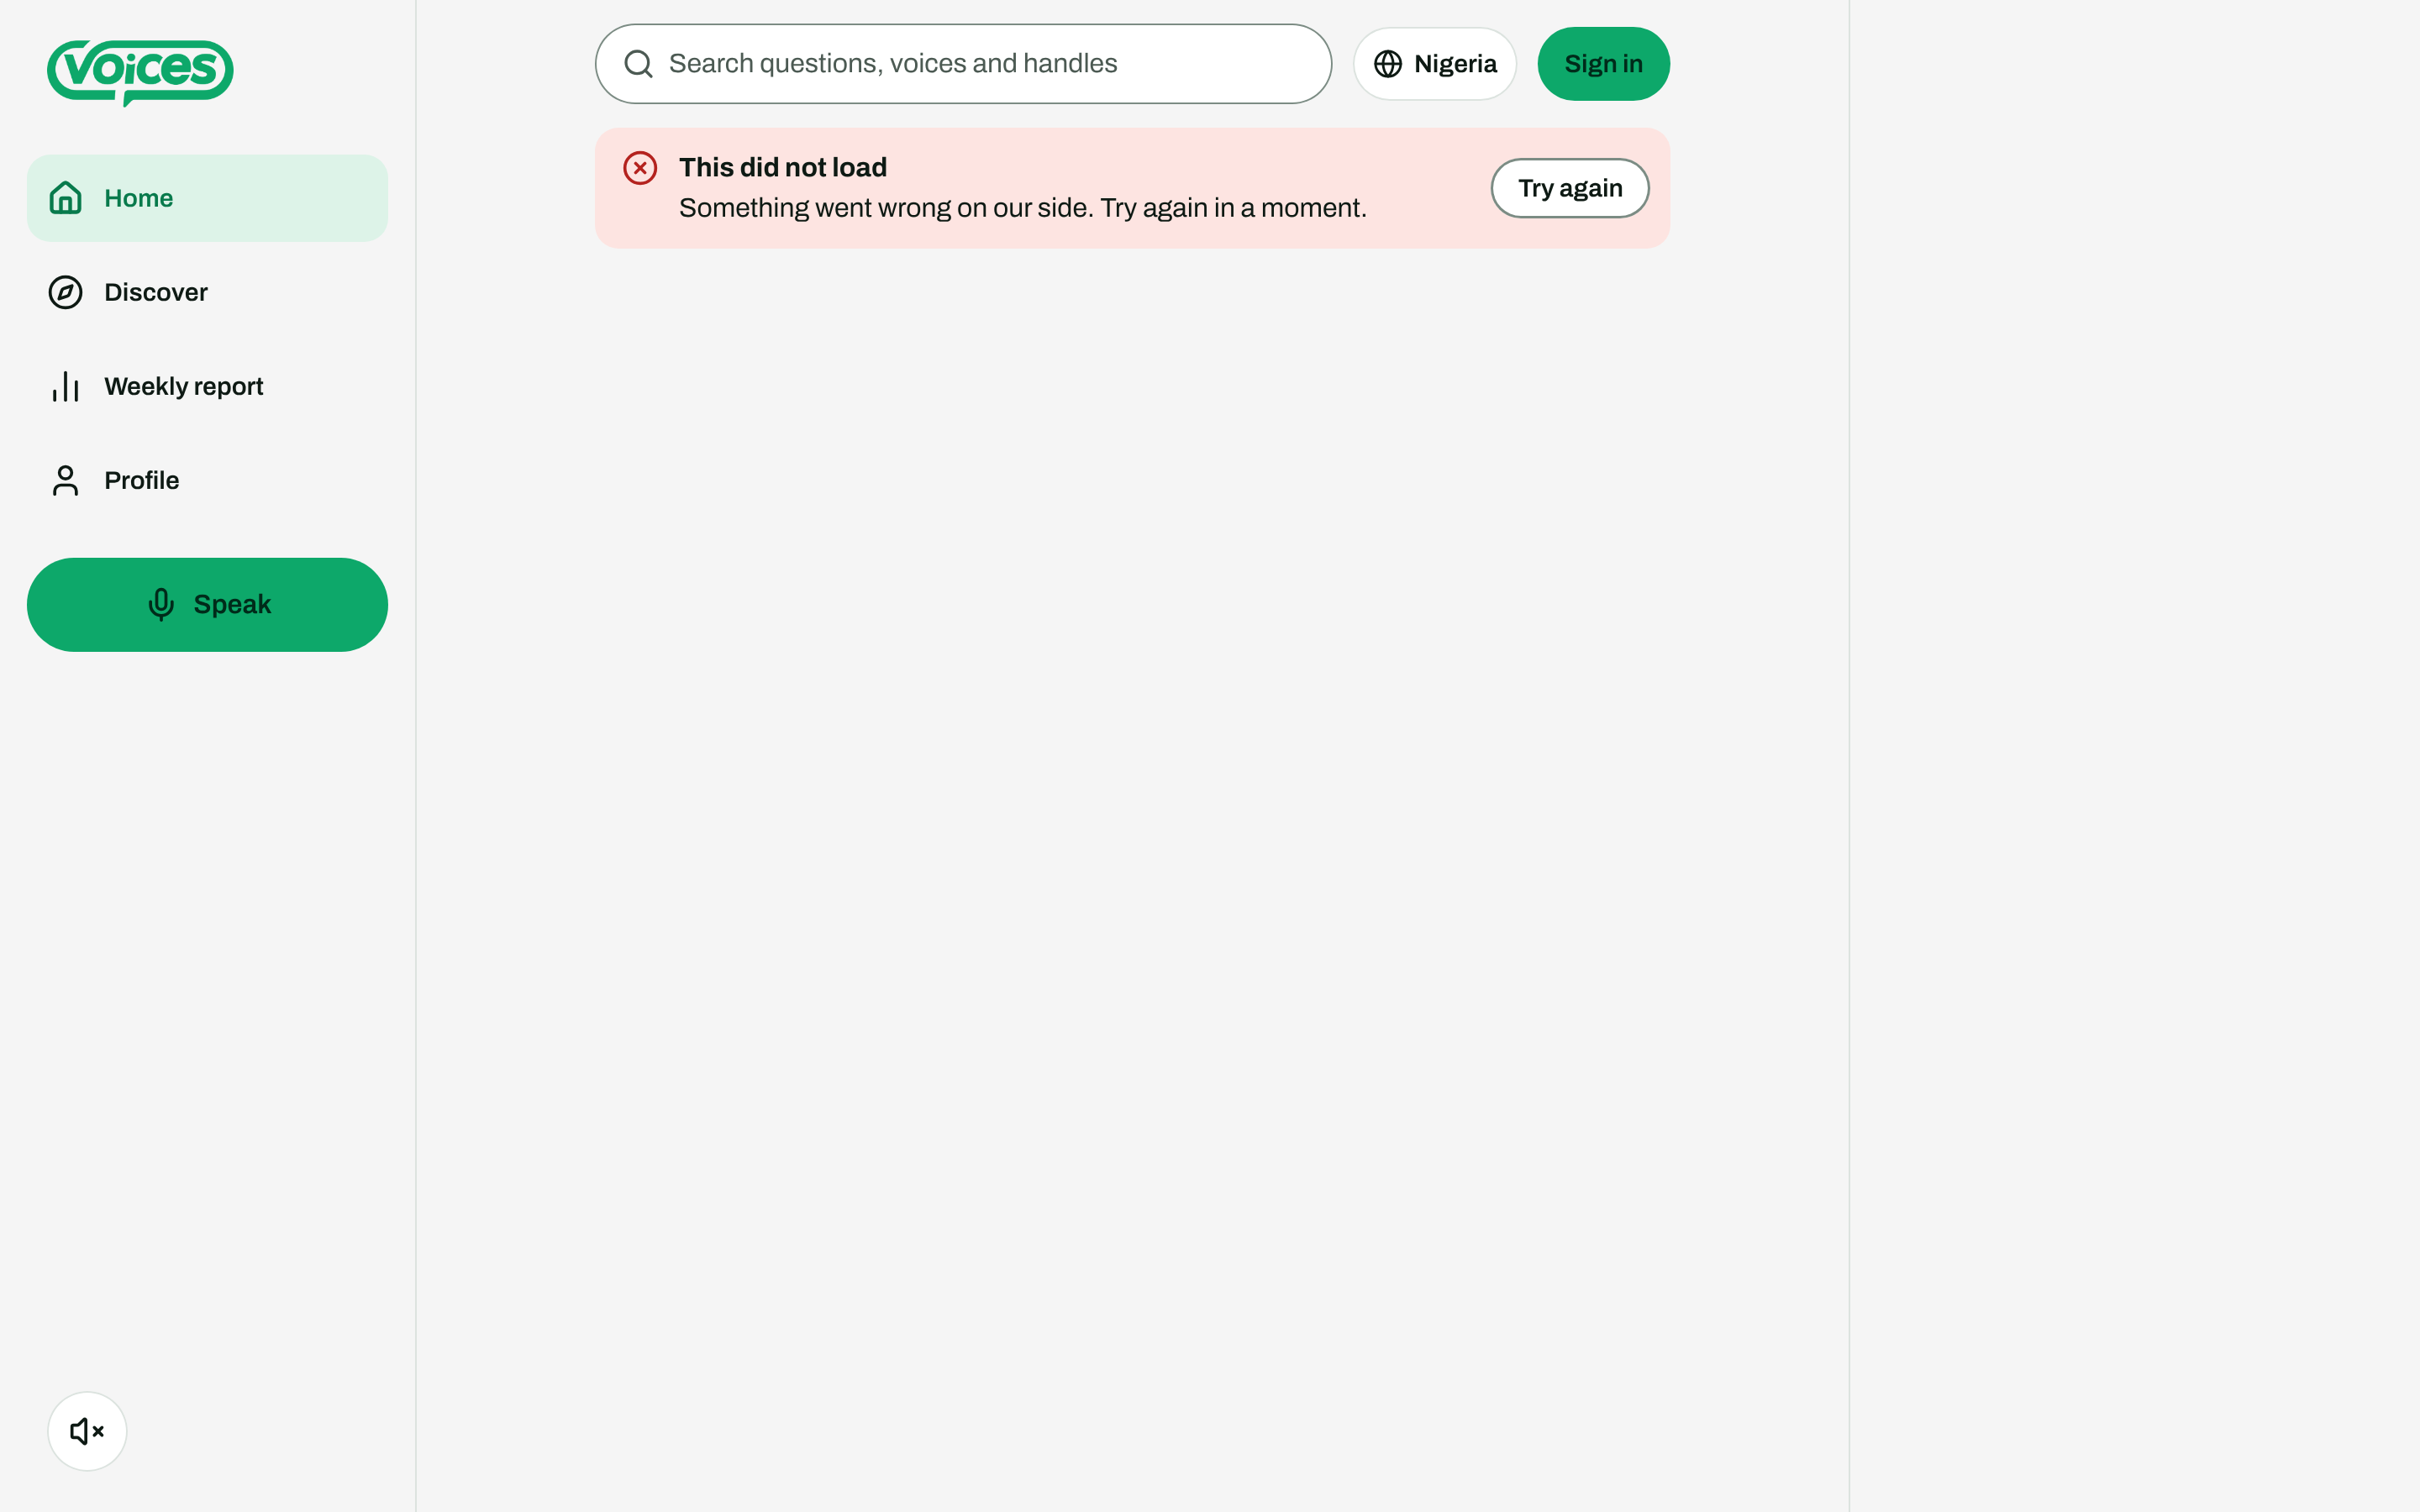 voices
Home
Discover
Weekly report
Profile
Speak
Search questions, voices and handles
Nigeria
Sign in
This did not load
Something went wrong on our side. Try again in a moment.
Try again